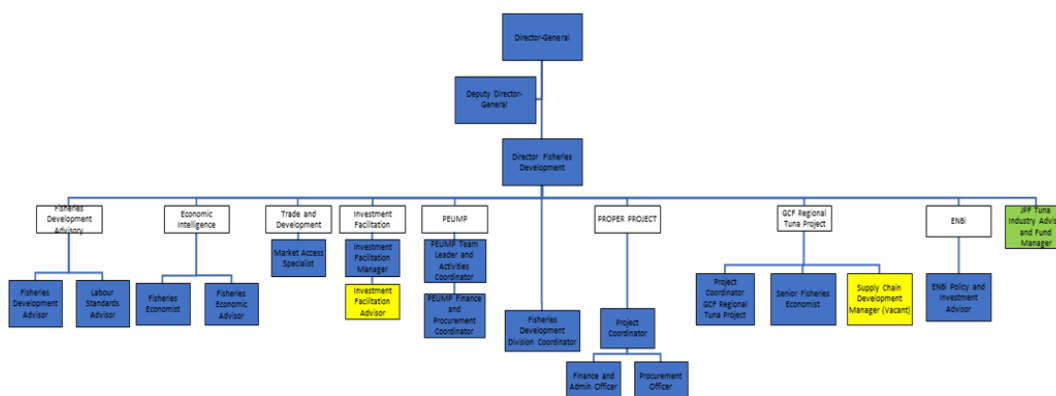 Director-General
Deputy Director-
General
Director Fisheries
Development
Fisheries
Development
Advisory
Economic
Intelligence
Trade and
Development
Investment
Facilitation
PEUMP
PROPER PROJECT
GCF Regional
Tuna Project
ENBi
JPF Tuna
Industry Advis
and Fund
Manager
Fisheries
Development
Advisor
Labour
Standards
Advisor
Fisheries
Economist
Fisheries
Economic
Advisor
Market Access
Specialist
Investment
Facilitation
Manager
Investment
Facilitation
Advisor
PEUMP Team
Leader and
Activities
Coordinator
PEUMP Finance
and
Procurement
Coordinator
Fisheries
Development
Division Coordinator
Project
Coordinator
Finance and
Admin Officer
Procurement
Officer
Project
Coordinator
GCF Regional
Tuna Project
Senior Fisheries
Economist
Supply Chain
Development
Manager (Vacant)
ENBi Policy and
Investment
Advisor